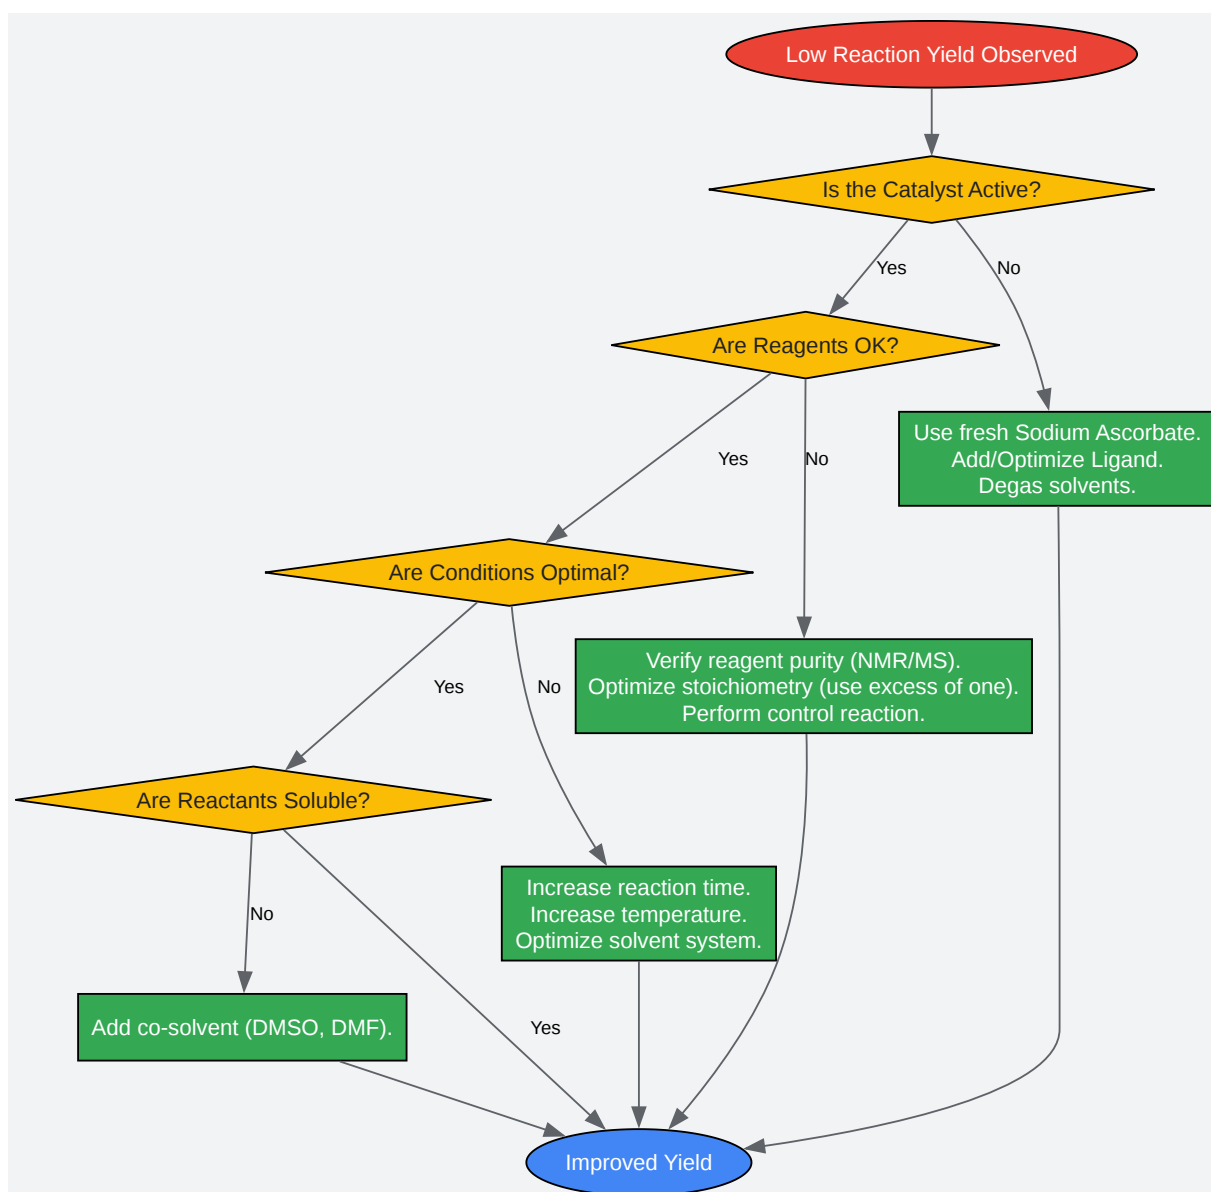 Low Reaction Yield Observed
Is the Catalyst Active?
Yes
No
Are Reagents OK?
Use fresh Sodium Ascorbate.
Add/Optimize Ligand.
Degas solvents.
Yes
No
Are Conditions Optimal?
Verify reagent purity (NMR/MS).
Optimize stoichiometry (use excess of one).
Perform control reaction.
Yes
No
Are Reactants Soluble?
Increase reaction time.
Increase temperature.
Optimize solvent system.
No
Add co-solvent (DMSO, DMF).
Yes
Improved Yield